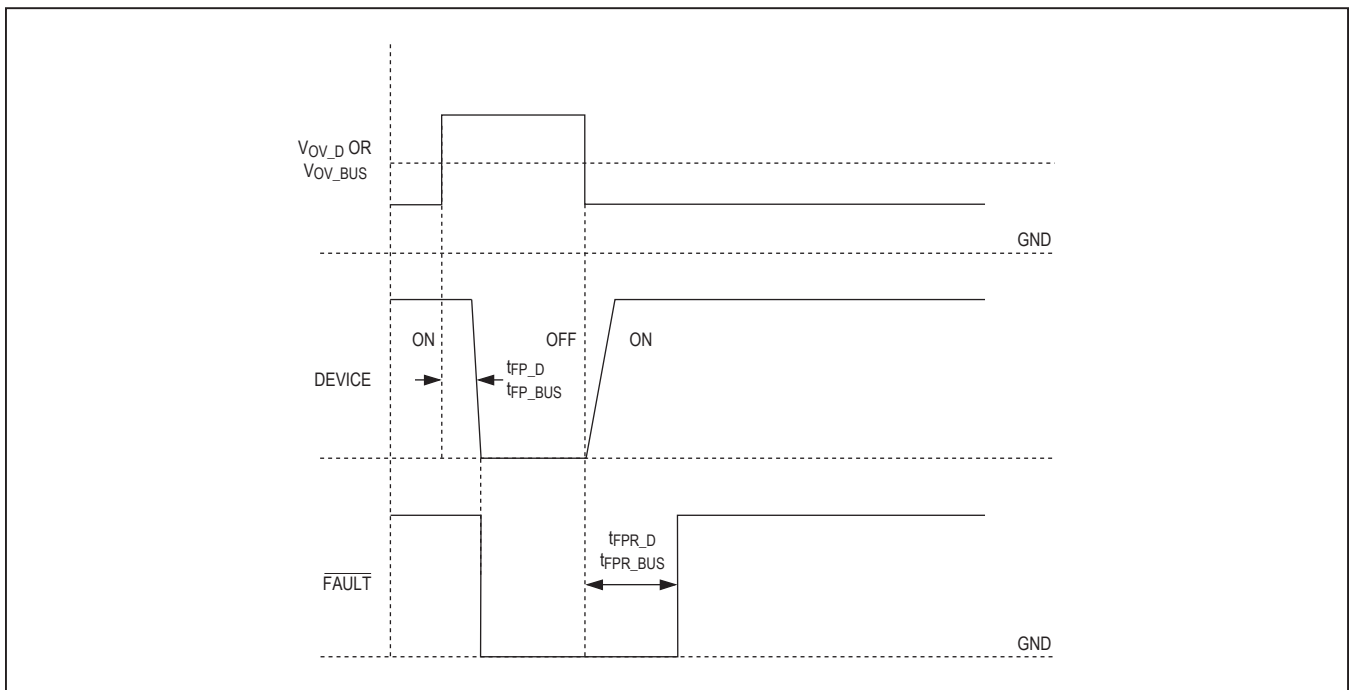 VOV_D OR
VOV_BUS
GND
ON
OFF
ON
DEVICE
tFP_D
tFP_BUS
tFPR_D
tFPR_BUS
FAULT
GND